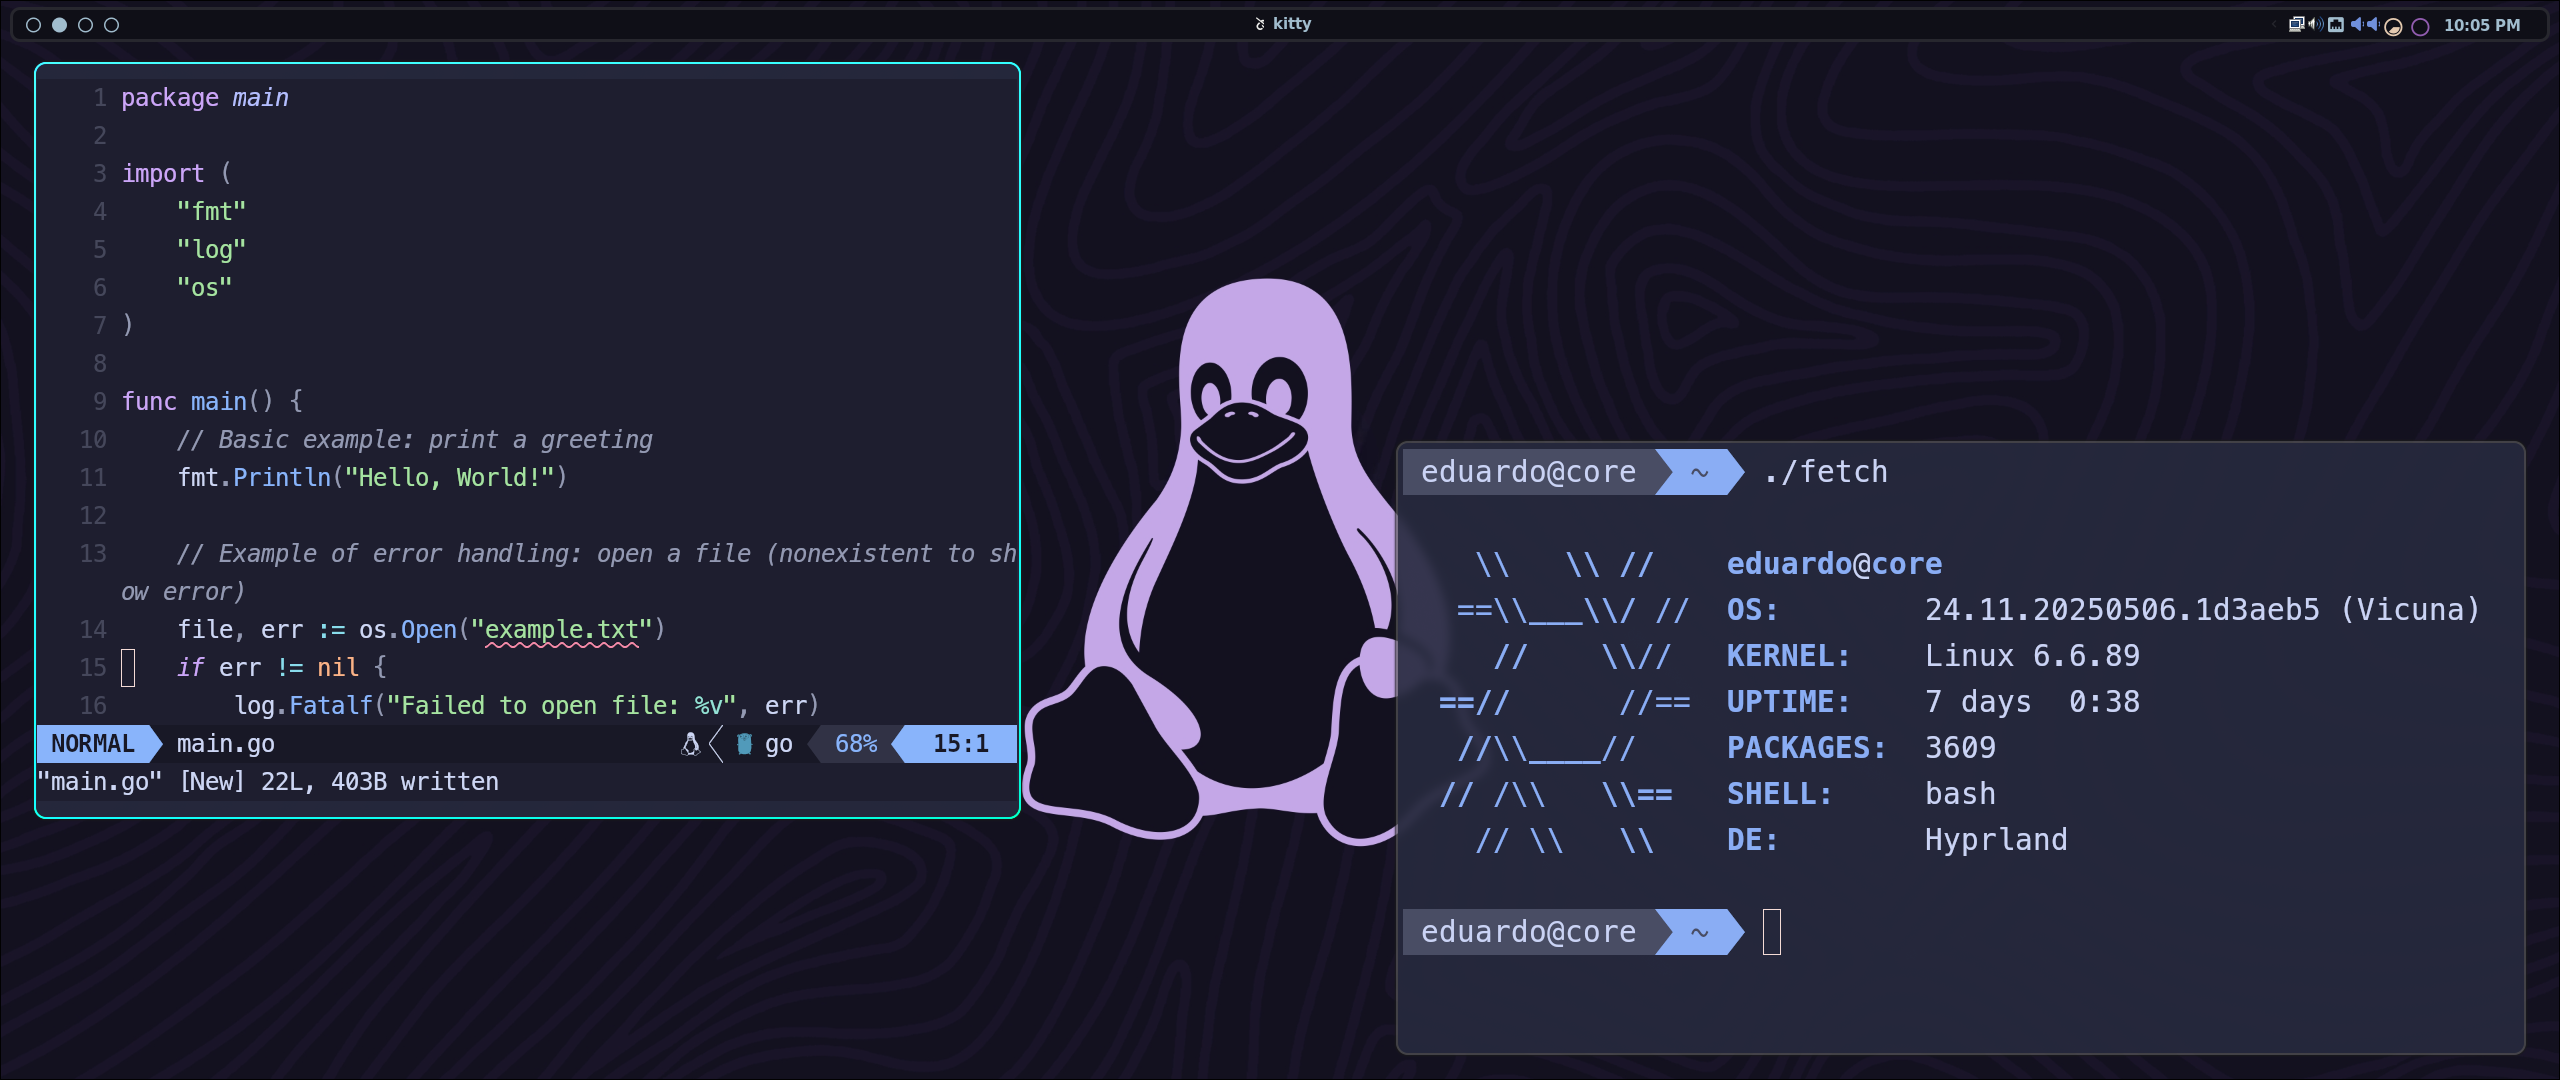 kitty
10:05 PM
1 package main
2
3 import (
4     "fmt"
5     "log"
6     "os"
7 )
8
9 func main() {
10     // Basic example: print a greeting
11     fmt.Println("Hello, World!")
12
13     // Example of error handling: open a file (nonexistent to sh
ow error)
14     file, err := os.Open("example.txt")
15     if err != nil {
16         log.Fatalf("Failed to open file: %v", err)
NORMAL main.go go 68% 15:1
"main.go" [New] 22L, 403B written
eduardo@core ~ ./fetch
  \\   \\ //    eduardo@core
 ==\\___\\/ //  OS:        24.11.20250506.1d3aeb5 (Vicuna)
   //    \\//   KERNEL:    Linux 6.6.89
==//      //==  UPTIME:    7 days  0:38
 //\\____//     PACKAGES:  3609
// /\\   \\==   SHELL:     bash
  // \\   \\    DE:        Hyprland
eduardo@core ~